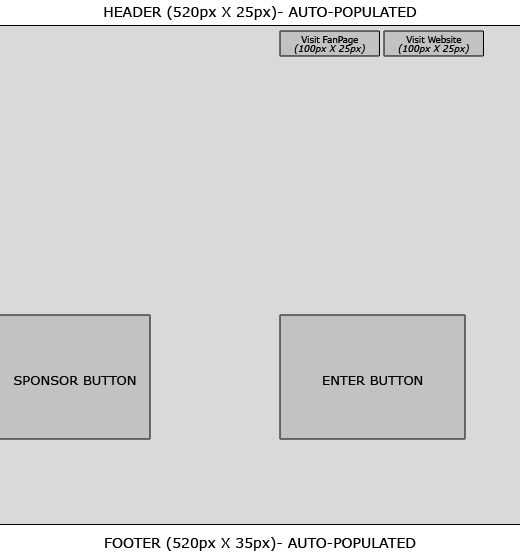 HEADER (520px X 25px)- AUTO-POPULATED
Visit FanPage
(100px X 25px)
Visit Website
(100px X 25px)
SPONSOR BUTTON
ENTER BUTTON
FOOTER (520px X 35px)- AUTO-POPULATED